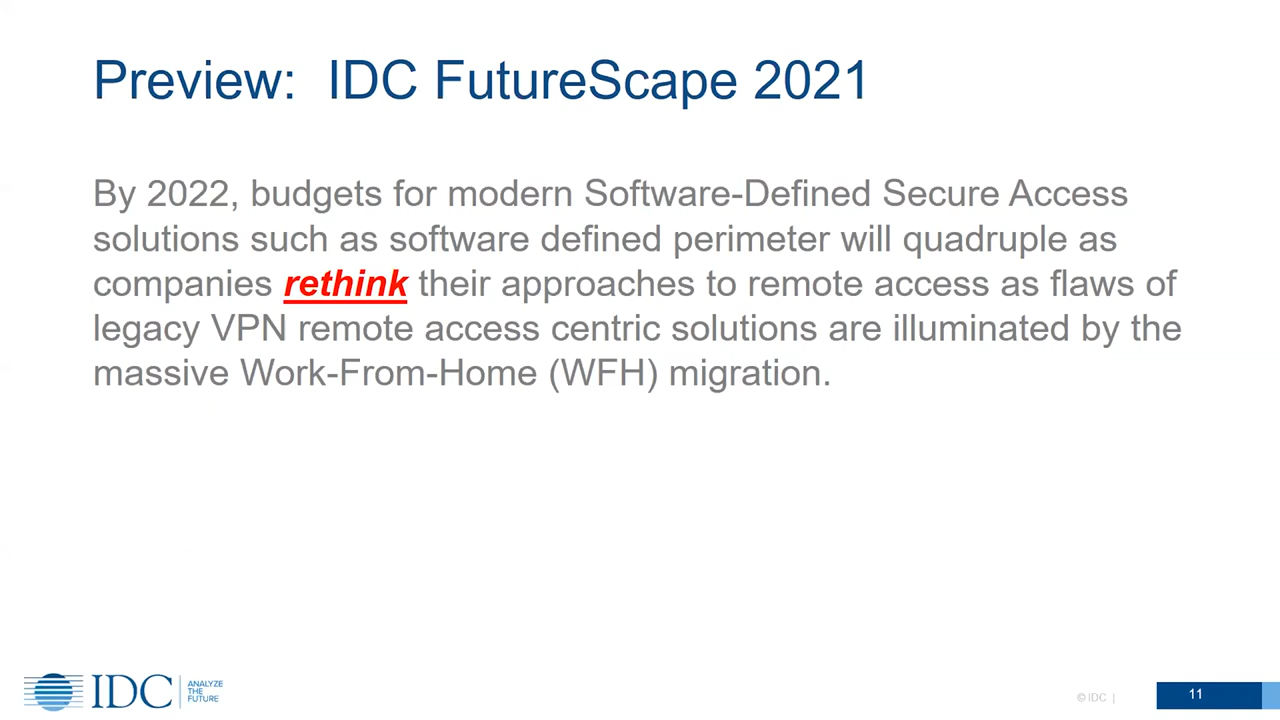 Preview:  IDC FutureScape 2021
By 2022, budgets for modern Software-Defined Secure Access
solutions such as software defined perimeter will quadruple as
companies rethink their approaches to remote access as flaws of
legacy VPN remote access centric solutions are illuminated by the
massive Work-From-Home (WFH) migration.
IDC
ANALYZE
THE
FUTURE
© IDC |
11